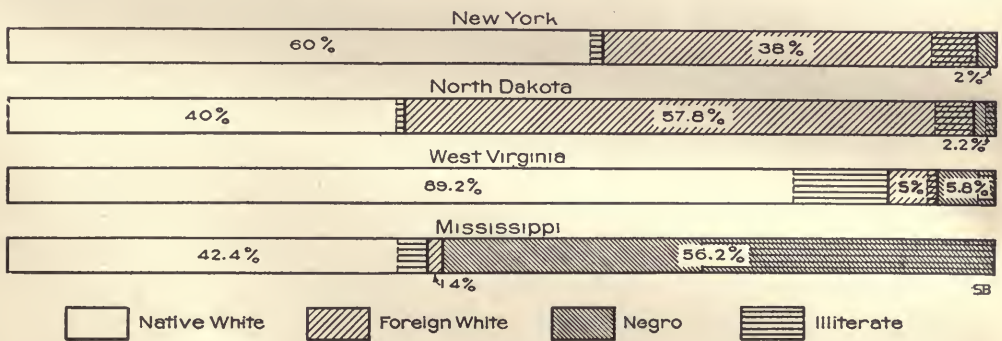 New York
60% 38%
2%
North Dakota
40% 57.8%
2.2%
West Virginia
89.2% 5% 5.8%
Mississippi
42.4% 56.2%
1.4%
SB
Native White Foreign White Negro Illiterate